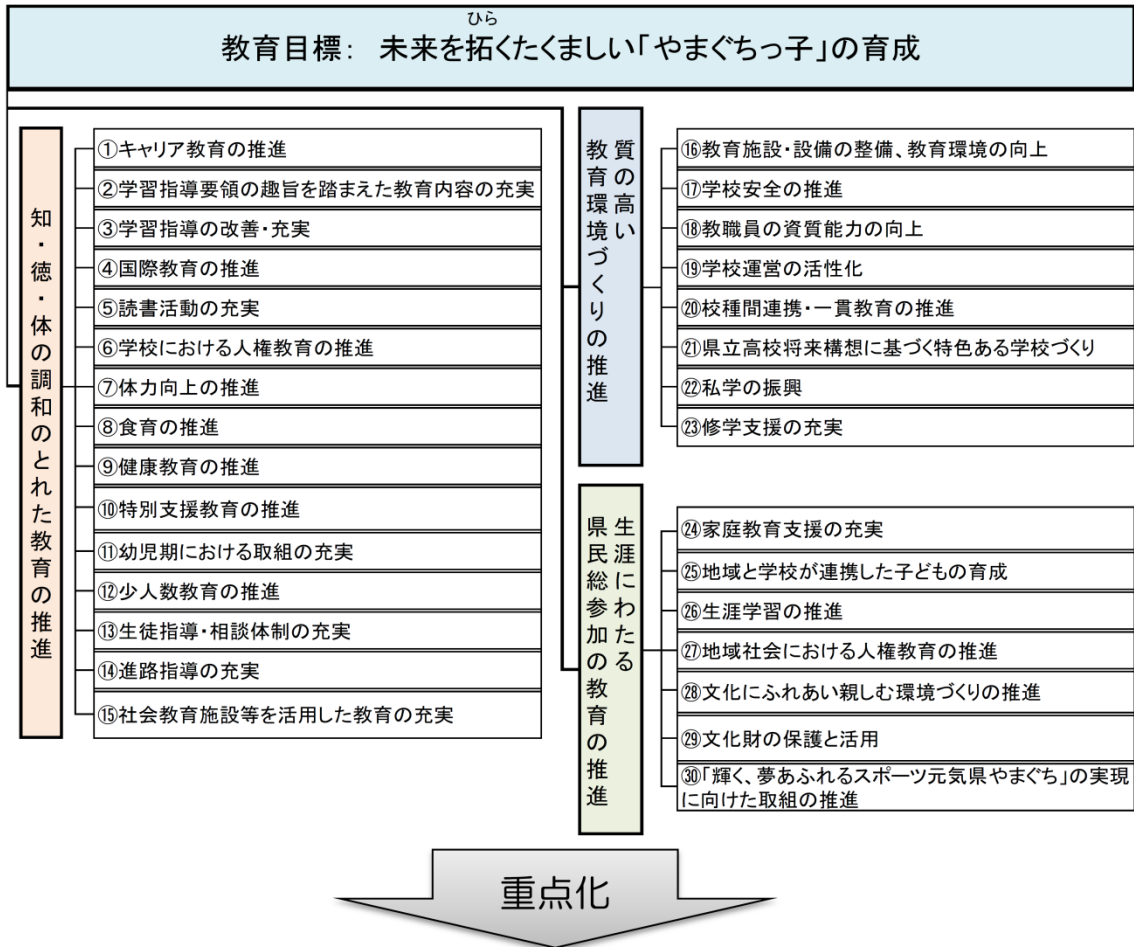 ひら
教育目標: 未来を拓くたくましい「やまぐちっ子」の育成
知・徳・体の調和のとれた教育の推進
①キャリア教育の推進
②学習指導要領の趣旨を踏まえた教育内容の充実
③学習指導の改善・充実
④国際教育の推進
⑤読書活動の充実
⑥学校における人権教育の推進
⑦体力向上の推進
⑧食育の推進
⑨健康教育の推進
⑩特別支援教育の推進
⑪幼児期における取組の充実
⑫少人数教育の推進
⑬生徒指導・相談体制の充実
⑭進路指導の充実
⑮社会教育施設等を活用した教育の充実
質の高い
教育環境づくりの推進
⑯教育施設・設備の整備、教育環境の向上
⑰学校安全の推進
⑱教職員の資質能力の向上
⑲学校運営の活性化
⑳校種間連携・一貫教育の推進
㉑県立高校将来構想に基づく特色ある学校づくり
㉒私学の振興
㉓修学支援の充実
生涯にわたる
県民総参加の教育の推進
㉔家庭教育支援の充実
㉕地域と学校が連携した子どもの育成
㉖生涯学習の推進
㉗地域社会における人権教育の推進
㉘文化にふれあい親しむ環境づくりの推進
㉙文化財の保護と活用
㉚「輝く、夢あふれるスポーツ元気県やまぐち」の実現
に向けた取組の推進
重点化